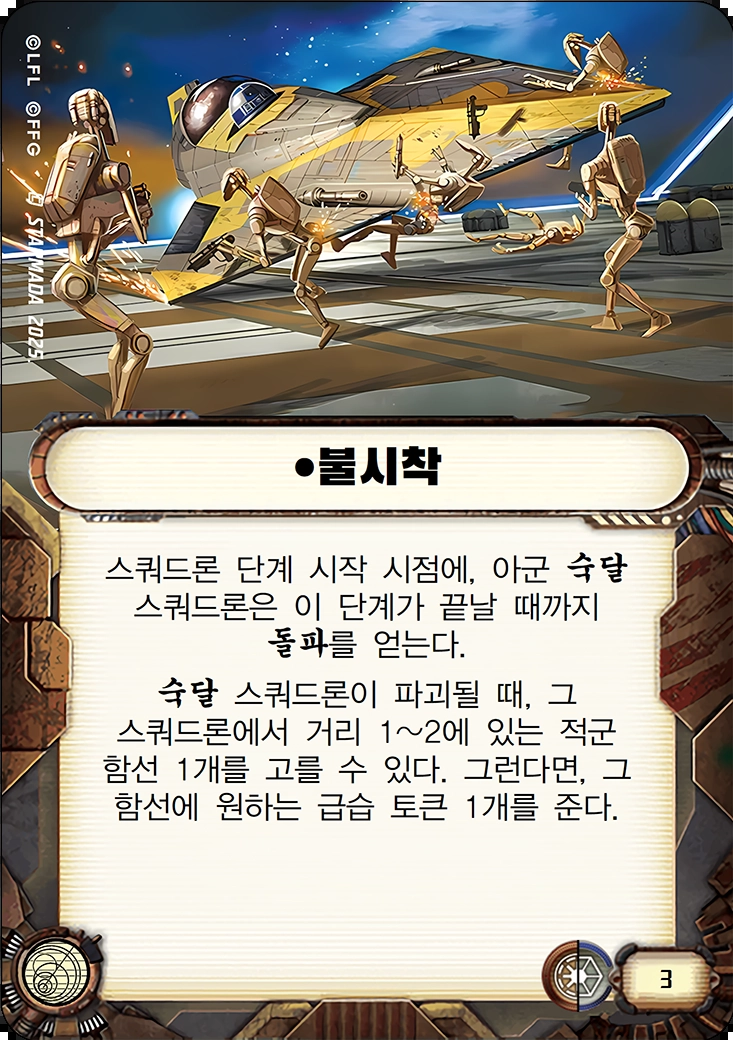 ©LFL ©FFG - 팀 STARMADA 2025.
•불시착
스쿼드론 단계 시작 시점에, 아군 숙달
스쿼드론은 이 단계가 끝날 때까지
돌파를 얻는다.
숙달 스쿼드론이 파괴될 때, 그
스쿼드론에서 거리 1~2에 있는 적군
함선 1개를 고를 수 있다. 그런다면, 그
함선에 원하는 급습 토큰 1개를 준다.
3